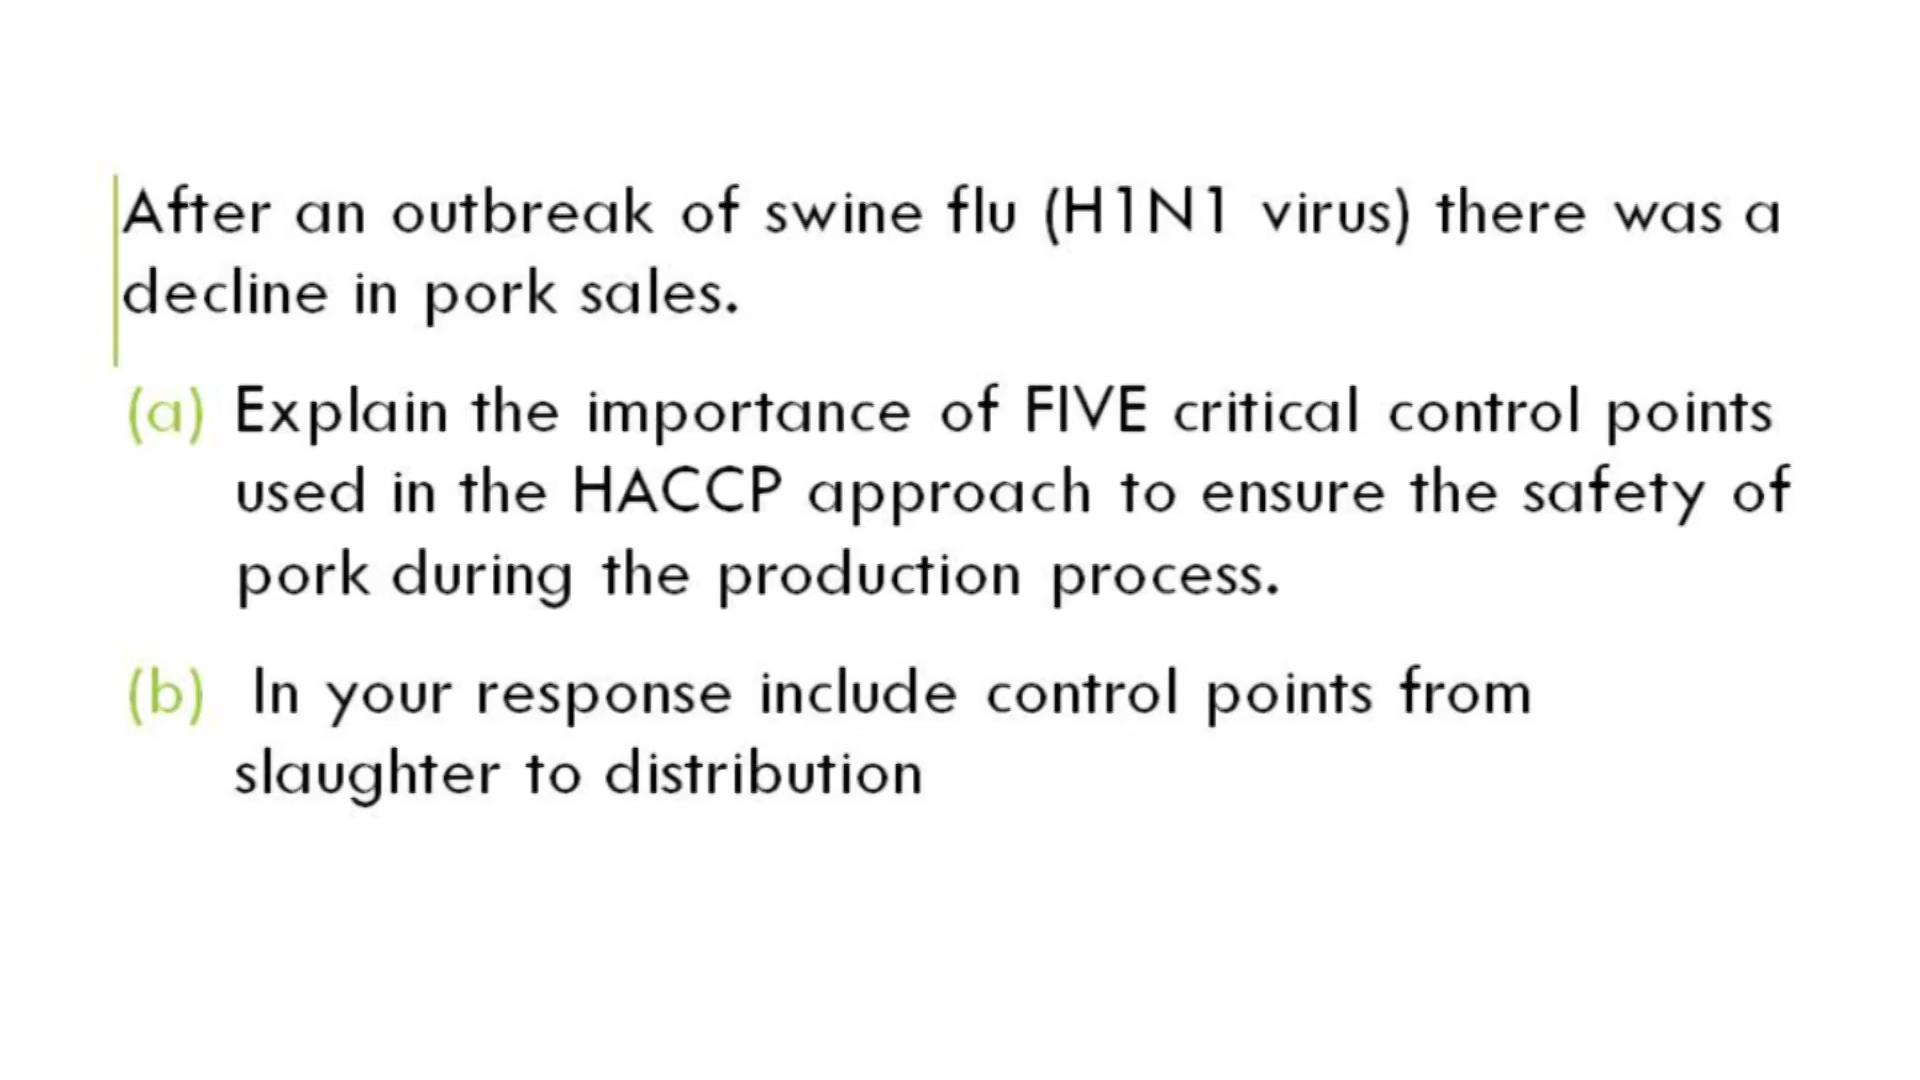 After an outbreak of swine flu (H1N1 virus) there was a
decline in pork sales.
(a) Explain the importance of FIVE critical control points
used in the HACCP approach to ensure the safety of
pork during the production process.
(b) In your response include control points from
slaughter to distribution